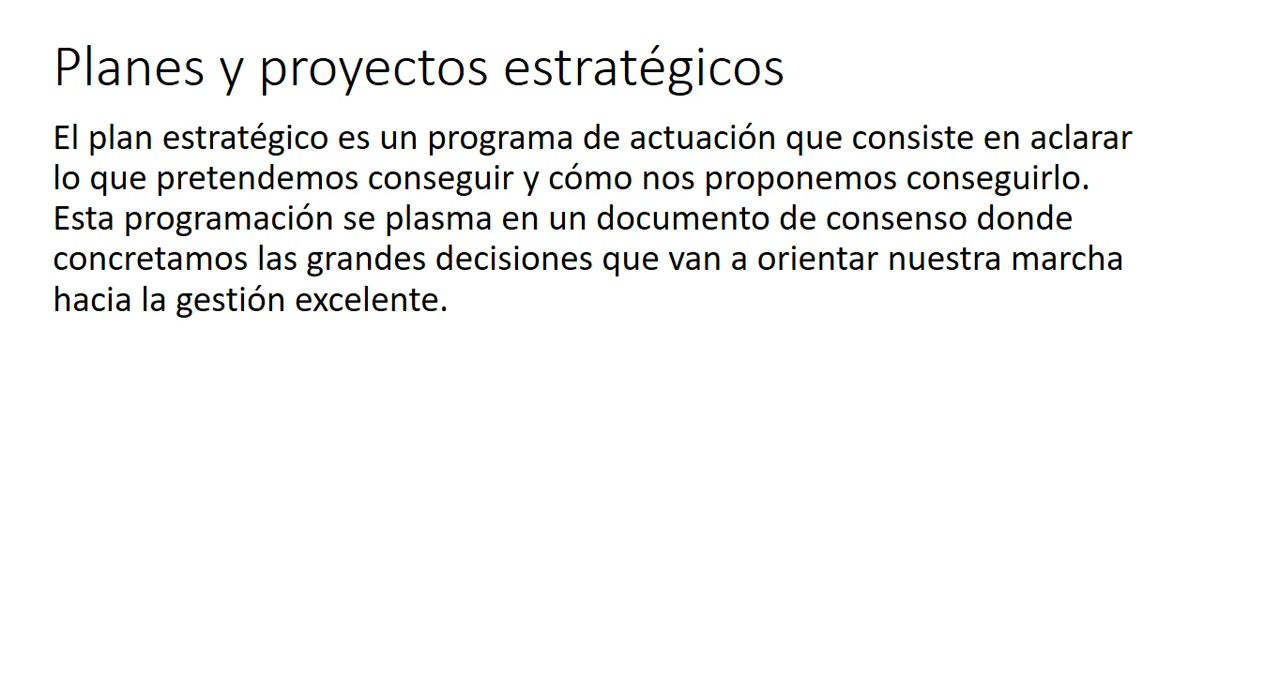 Planes y proyectos estratégicos
El plan estratégico es un programa de actuación que consiste en aclarar
lo que pretendemos conseguir y cómo nos proponemos conseguirlo.
Esta programación se plasma en un documento de consenso donde
concretamos las grandes decisiones que van a orientar nuestra marcha
hacia la gestión excelente.